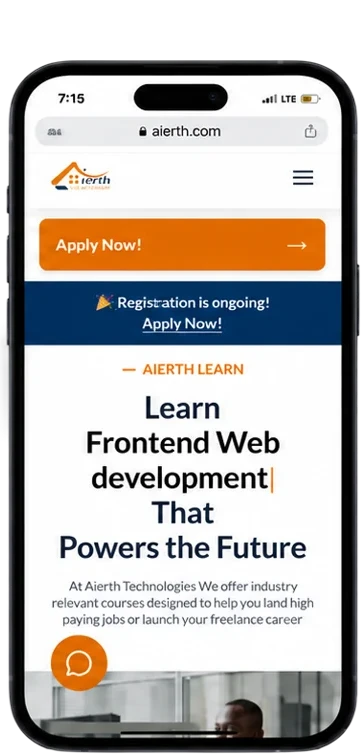 7:15
LTE
aierth.com
Aierth
Apply Now! →
🎉 Registration is ongoing!
Apply Now!
— AIERTH LEARN
Learn
Frontend Web
development|
That
Powers the Future
At Aierth Technologies We offer industry
relevant courses designed to help you land high
paying jobs or launch your freelance career